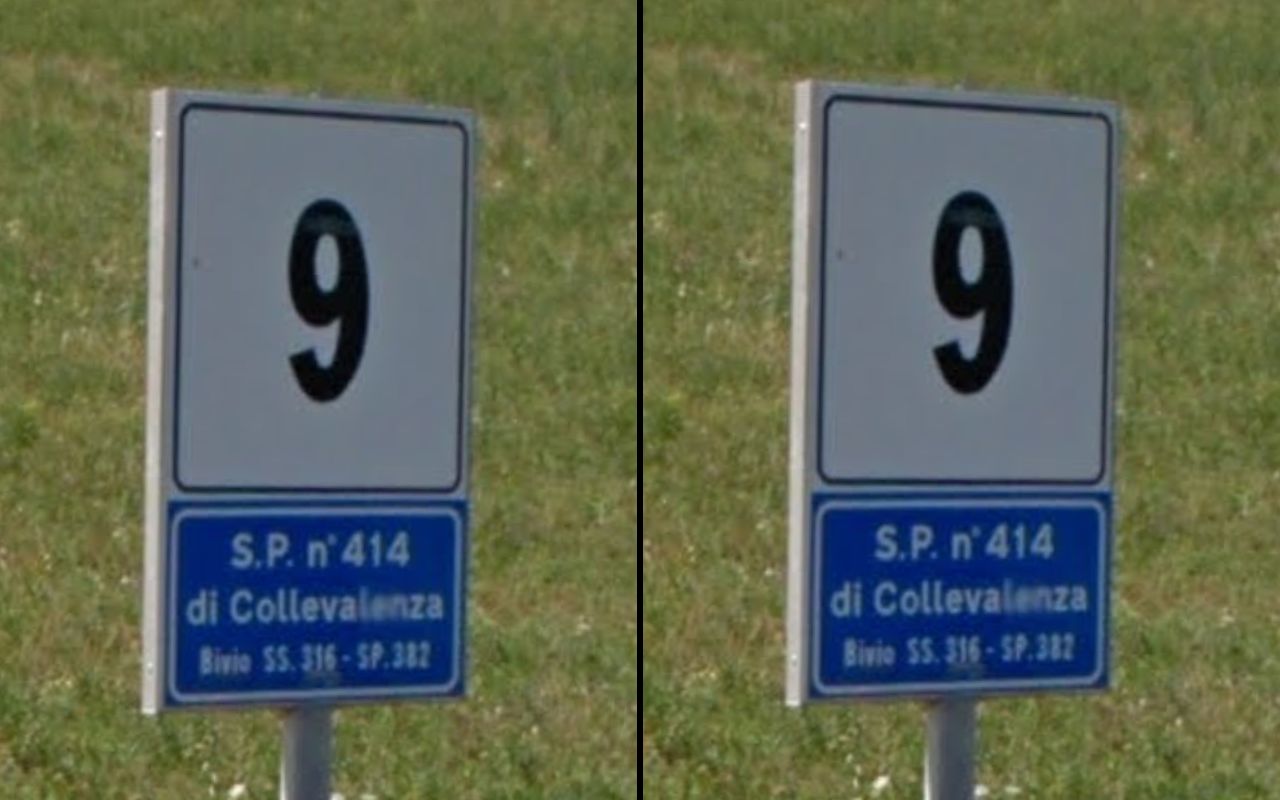 9
S.P. n° 414
di Collevalenza
Bivio SS. 316 - SP. 382
9
S.P. n° 414
di Collevalenza
Bivio SS. 316 - SP. 382